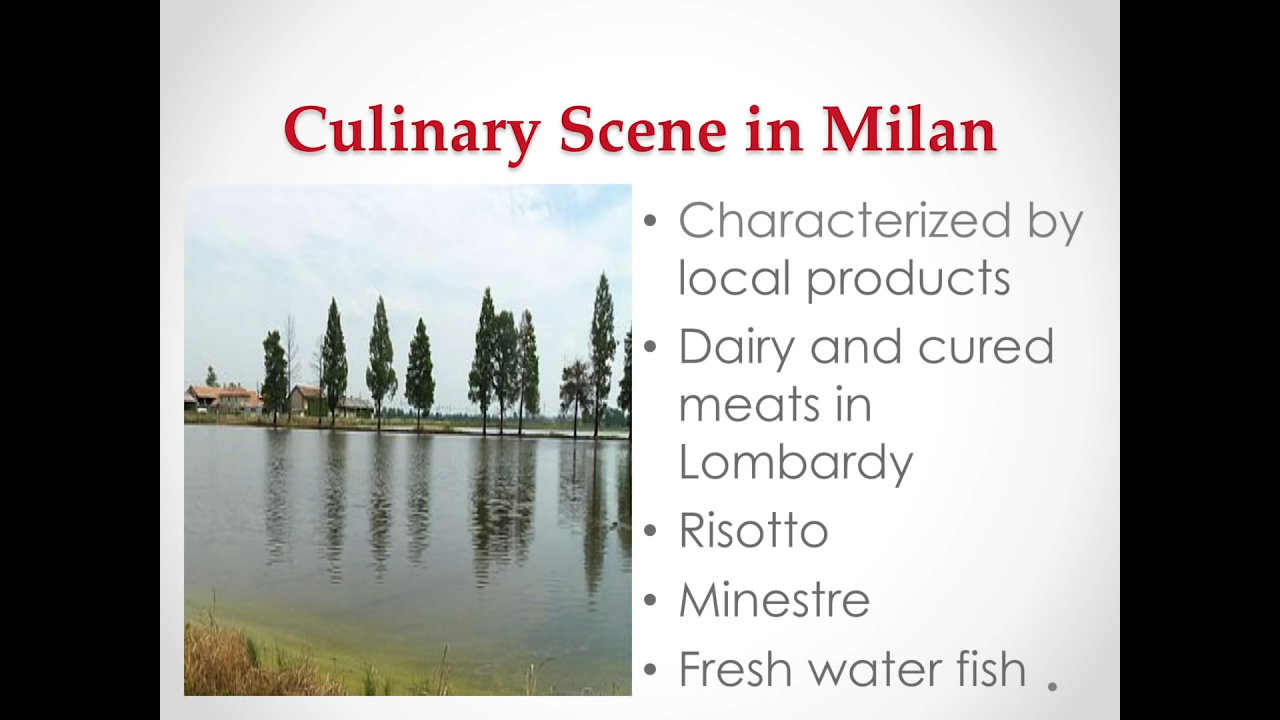 Culinary Scene in Milan
• Characterized by
local products
• Dairy and cured
meats in
Lombardy
• Risotto
• Minestre
• Fresh water fish .